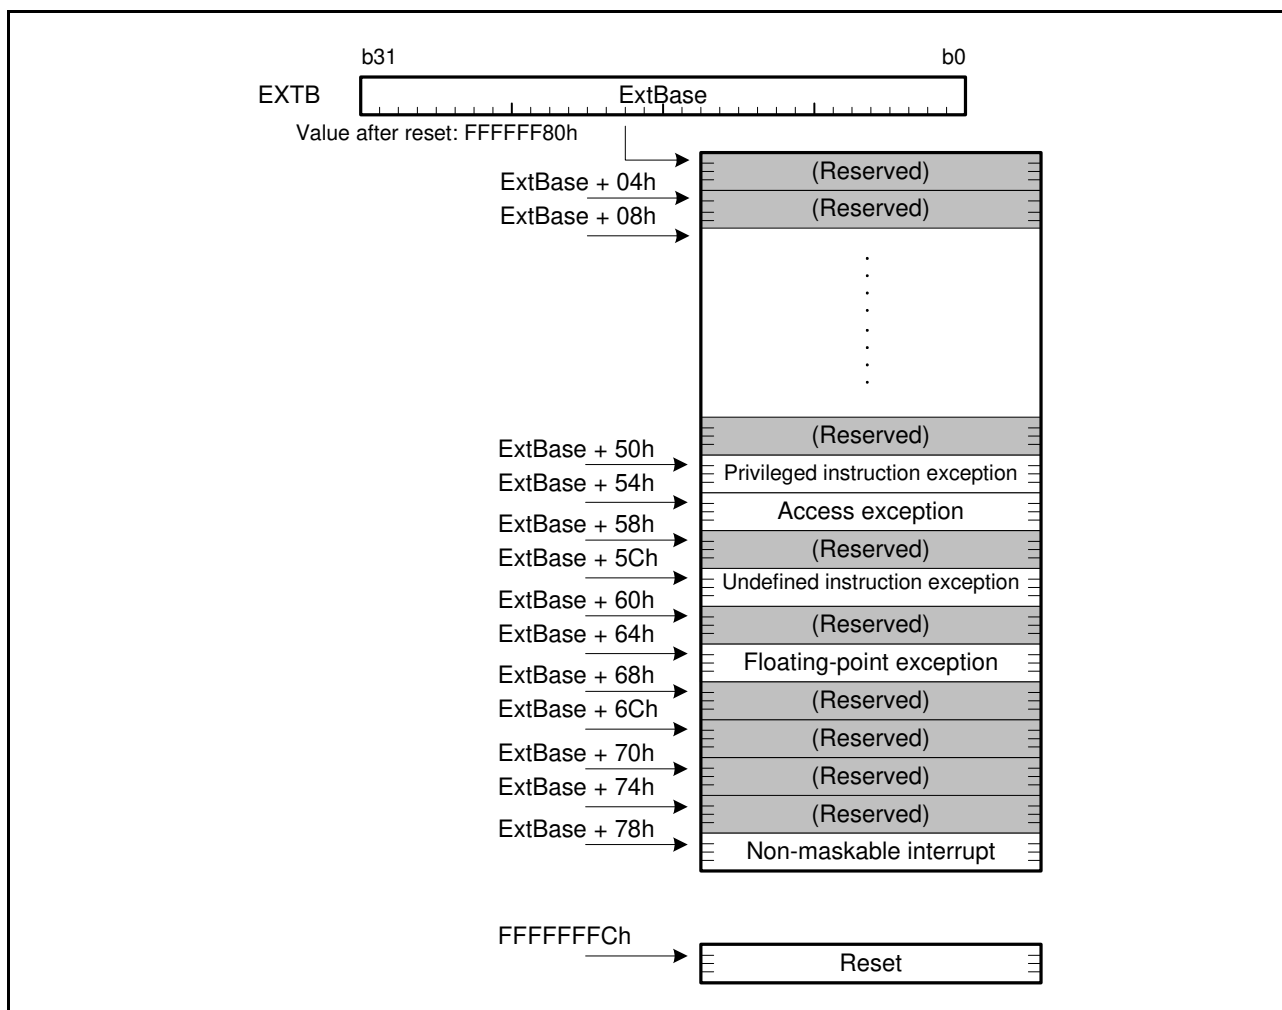 b31 b0
EXTB ExtBase
Value after reset: FFFFFF80h
(Reserved)
ExtBase + 04h
(Reserved)
ExtBase + 08h
(Reserved)
ExtBase + 50h
Privileged instruction exception
ExtBase + 54h
Access exception
ExtBase + 58h
(Reserved)
ExtBase + 5Ch
Undefined instruction exception
ExtBase + 60h
(Reserved)
ExtBase + 64h
Floating-point exception
ExtBase + 68h
(Reserved)
ExtBase + 6Ch
(Reserved)
ExtBase + 70h
(Reserved)
ExtBase + 74h
(Reserved)
ExtBase + 78h
Non-maskable interrupt
FFFFFFFCh
Reset